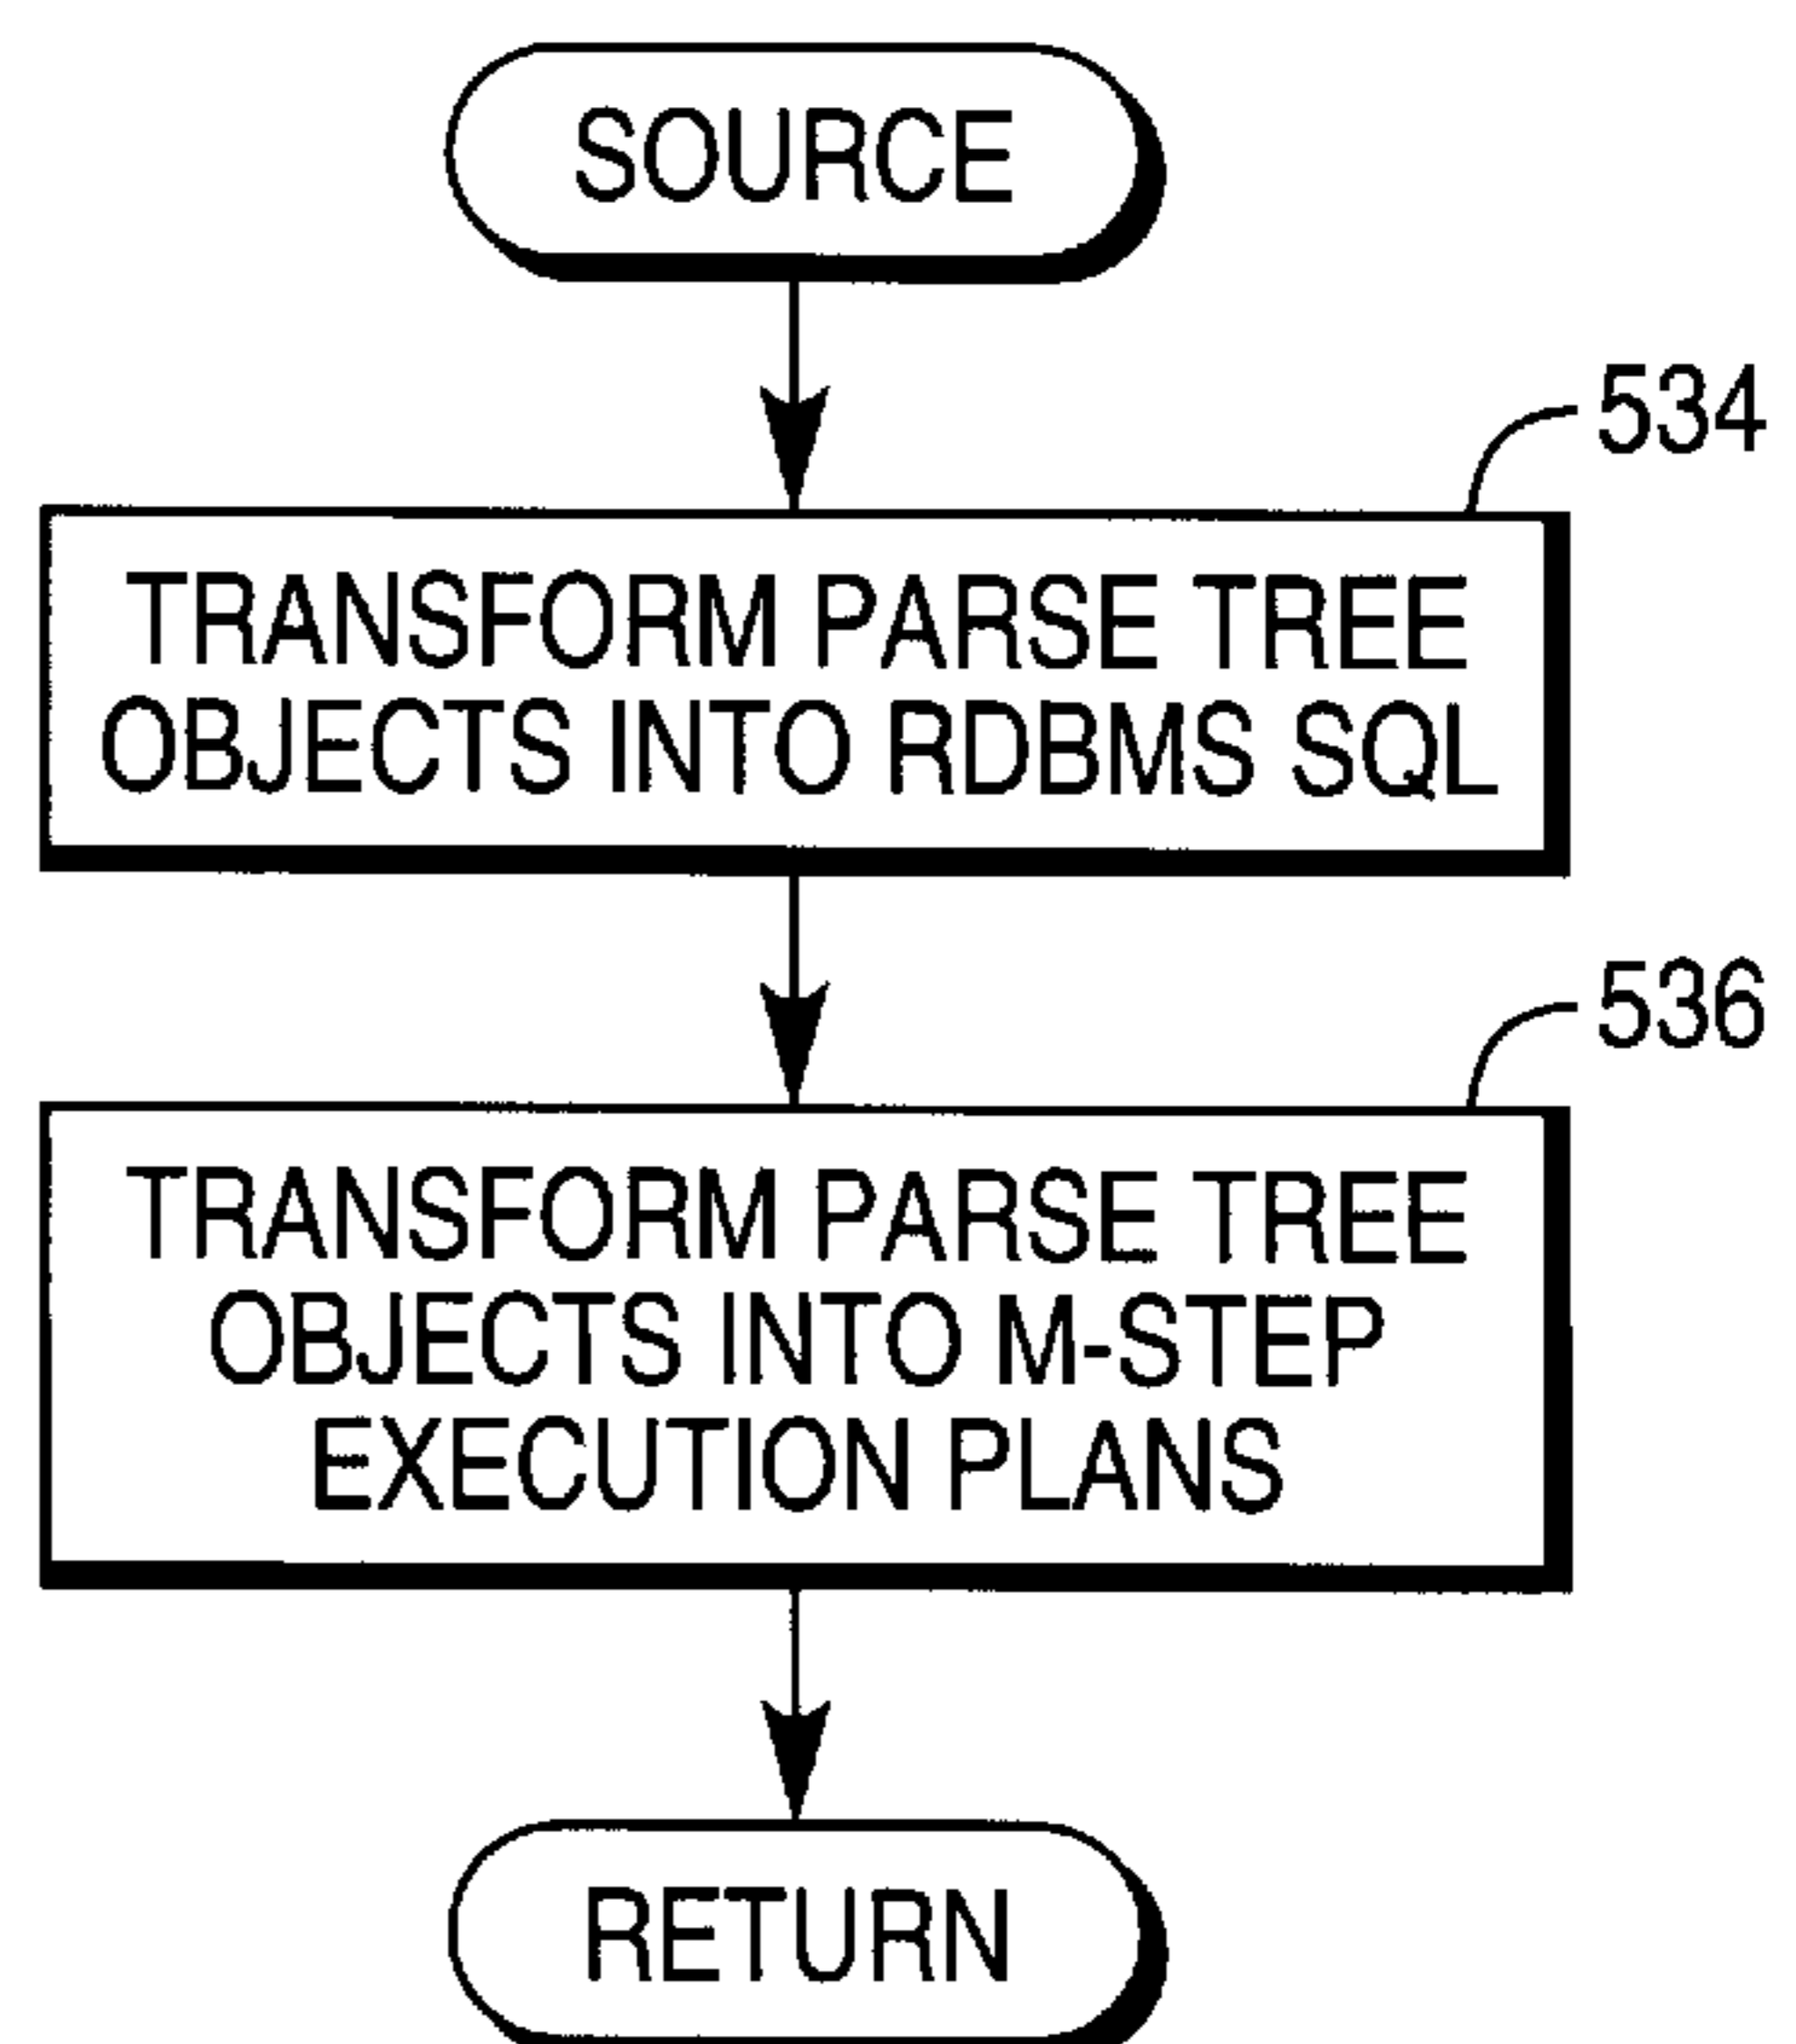 SOURCE
534
TRANSFORM PARSE TREE
OBJECTS INTO RDBMS SQL
536
TRANSFORM PARSE TREE
OBJECTS INTO M-STEP
EXECUTION PLANS
RETURN